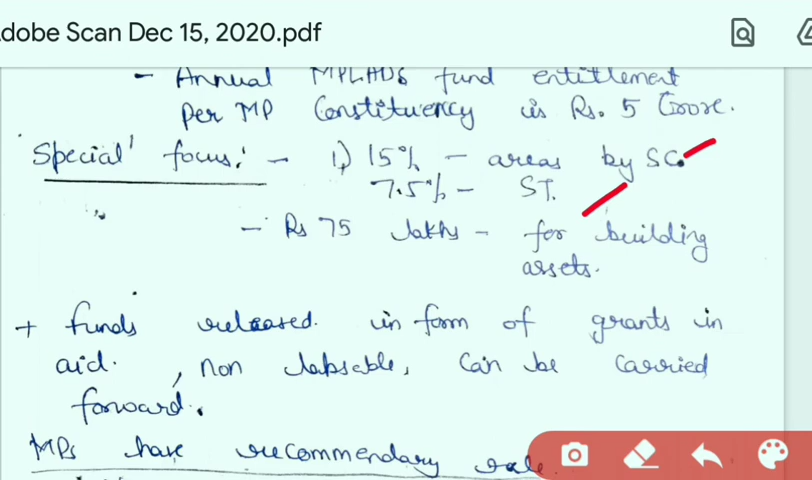 dobe Scan Dec 15, 2020.pdf
- Annual MPLADS fund entitlement
per MP Constituency is Rs. 5 Crore.
'Special' focus:- 1) 15% - areas by SC.
7.5% - ST.
- Rs 75 lakhs - for building
assets.
+ funds released in form of grants in
aid. , non lapsable, can be carried
forward.
MPs have recommendary role.